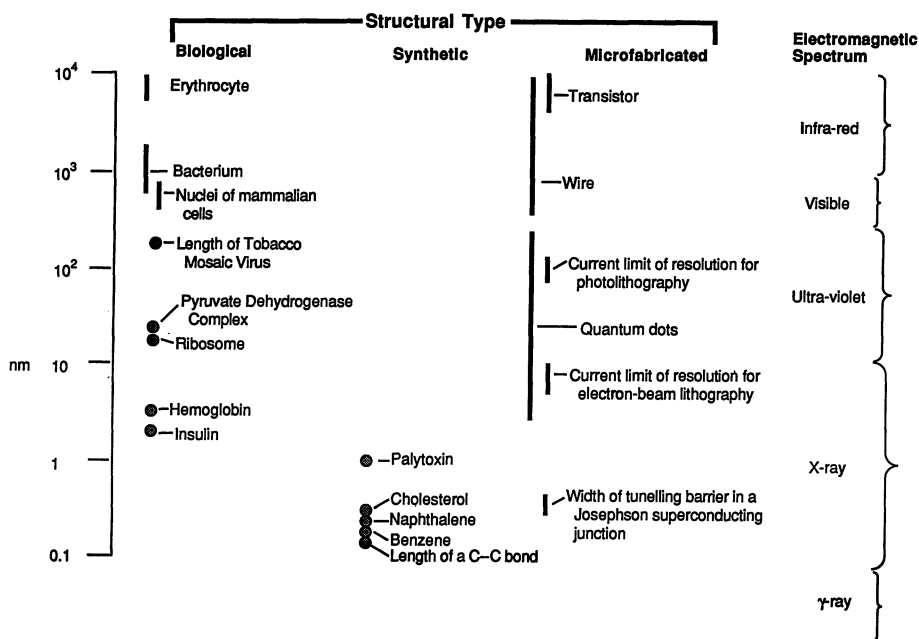 Structural Type
Biological
Synthetic
Microfabricated
Electromagnetic
Spectrum
10⁴
10³
10²
nm
10
1
0.1
Erythrocyte
Bacterium
Nuclei of mammalian
cells
Length of Tobacco
Mosaic Virus
Pyruvate Dehydrogenase
Complex
Ribosome
Hemoglobin
Insulin
Palytoxin
Cholesterol
Naphthalene
Benzene
Length of a C–C bond
Transistor
Wire
Current limit of resolution for
photolithography
Quantum dots
Current limit of resolution for
electron-beam lithography
Width of tunelling barrier in a
Josephson superconducting
junction
Infra-red
Visible
Ultra-violet
X-ray
γ-ray